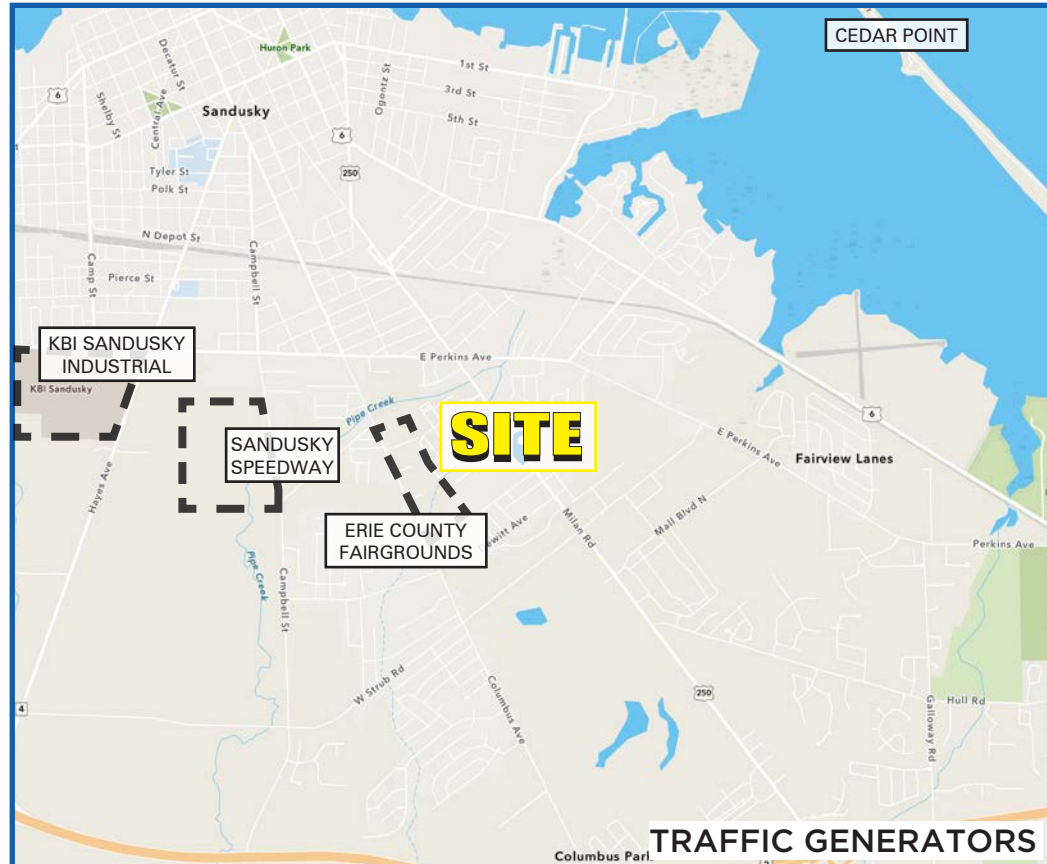 CEDAR POINT
Huron Park
Decatur St
1st St
6
Shelby St
Central Ave
Ogontz St
3rd St
Sandusky
5th St
6
Tyler St
250
Polk St
N Depot St
Camp St
Campbell St
Pierce St
KBI SANDUSKY
INDUSTRIAL
E Perkins Ave
KBI Sandusky
Pipe Creek
SITE
6
SANDUSKY
SPEEDWAY
E Perkins Ave
Fairview Lanes
Hayes Ave
Milan Rd
Mall Blvd N
ERIE COUNTY
FAIRGROUNDS
ewitt Ave
Perkins Ave
Pipe Creek
Campbell St
W Strub Rd
Columbus Ave
250
Hull Rd
4
Galloway Rd
TRAFFIC GENERATORS
Columbus Park